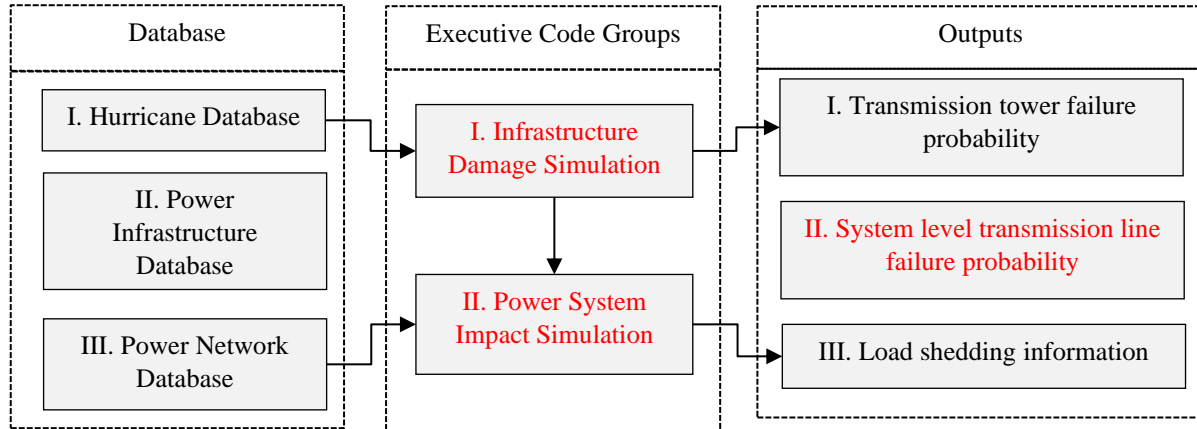 Database
I. Hurricane Database
II. Power
Infrastructure
Database
III. Power Network
Database
Executive Code Groups
I. Infrastructure
Damage Simulation
II. Power System
Impact Simulation
Outputs
I. Transmission tower failure
probability
II. System level transmission line
failure probability
III. Load shedding information